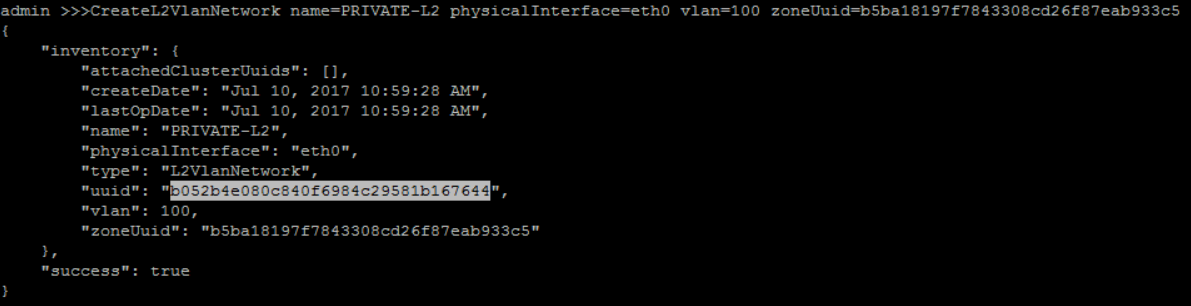 admin >>>CreateL2VlanNetwork name=PRIVATE-L2 physicalInterface=eth0 vlan=100 zoneUuid=b5ba18197f7843308cd26f87eab933c5
{
    "inventory": {
        "attachedClusterUuids": [],
        "createDate": "Jul 10, 2017 10:59:28 AM",
        "lastOpDate": "Jul 10, 2017 10:59:28 AM",
        "name": "PRIVATE-L2",
        "physicalInterface": "eth0",
        "type": "L2VlanNetwork",
        "uuid": "b052b4e080c840f6984c29581b167644",
        "vlan": 100,
        "zoneUuid": "b5ba18197f7843308cd26f87eab933c5"
    },
    "success": true
}